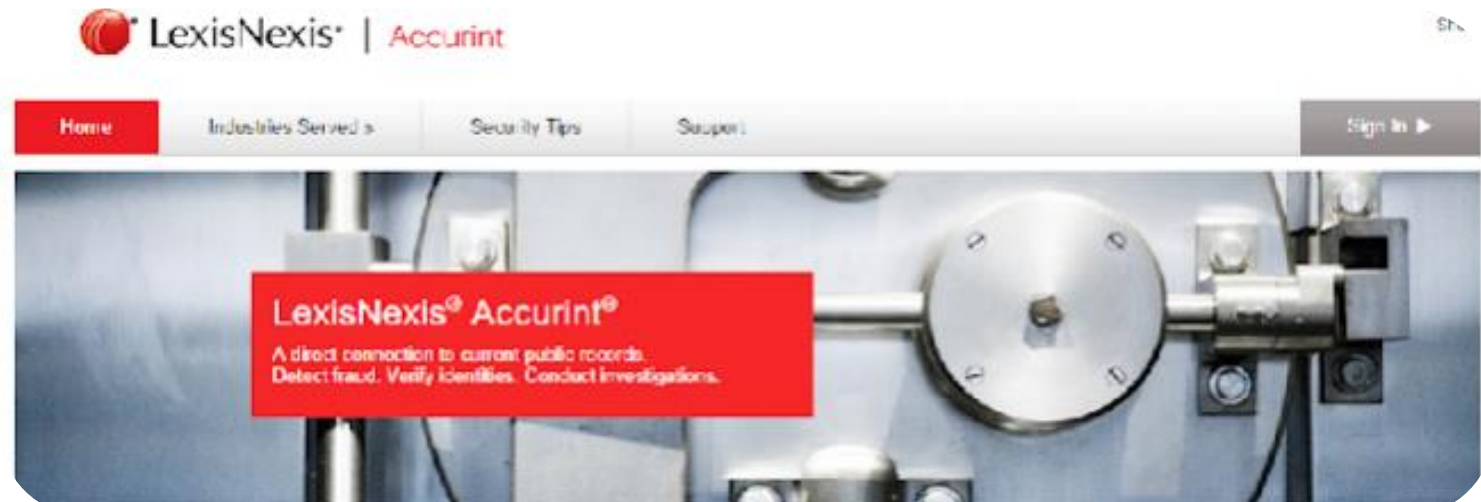 LexisNexis® | Accurint
Home
Industries Served »
Security Tips
Support
Sign In ▶
LexisNexis® Accurint®
A direct connection to current public records.
Detect fraud. Verify identities. Conduct investigations.